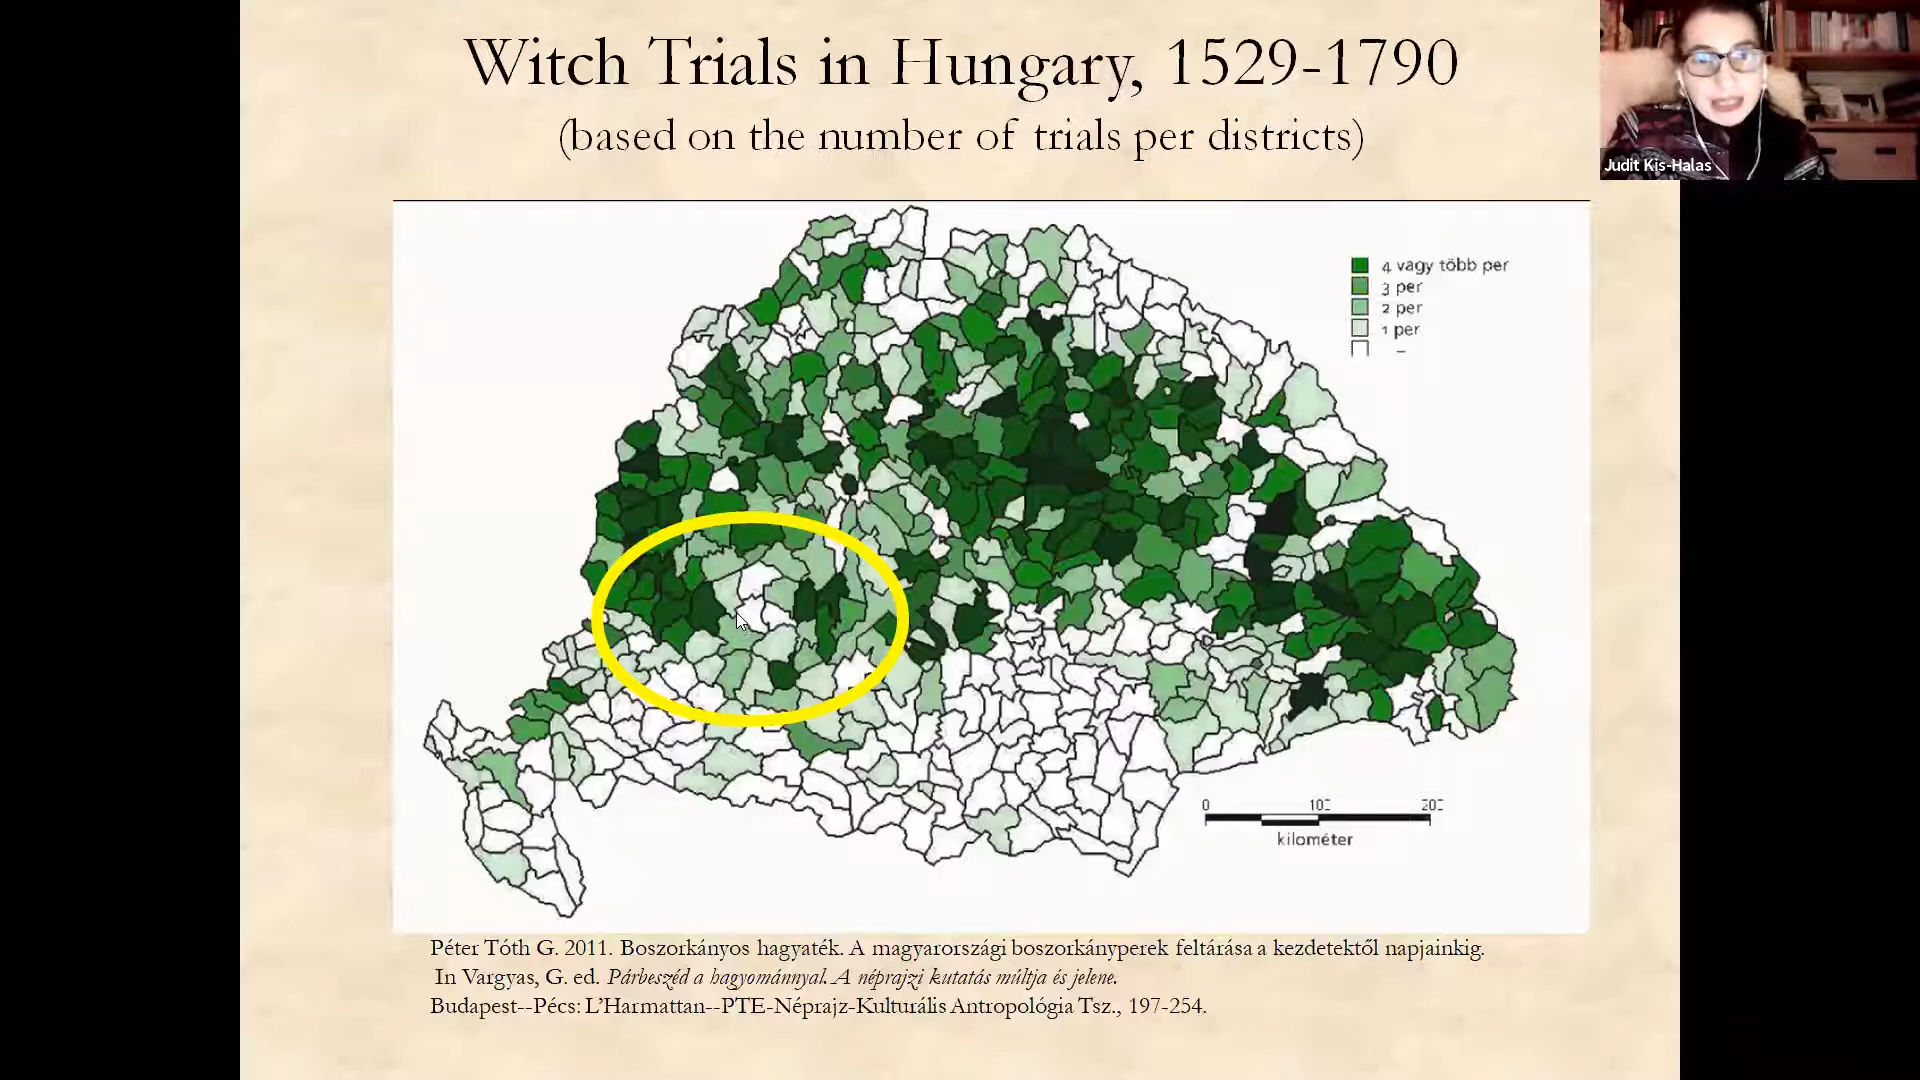 Witch Trials in Hungary, 1529-1790
(based on the number of trials per districts)
Judit Kis-Halas
4 vagy több per
3 per
2 per
1 per
–
0 100 200
kilométer
Péter Tóth G. 2011. Boszorkányos hagyaték. A magyarországi boszorkányperek feltárása a kezdetektől napjainkig.
In Vargyas, G. ed. Párbeszéd a hagyománnyal. A néprajzi kutatás múltja és jelene.
Budapest--Pécs: L'Harmattan--PTE-Néprajz-Kulturális Antropológia Tsz., 197-254.